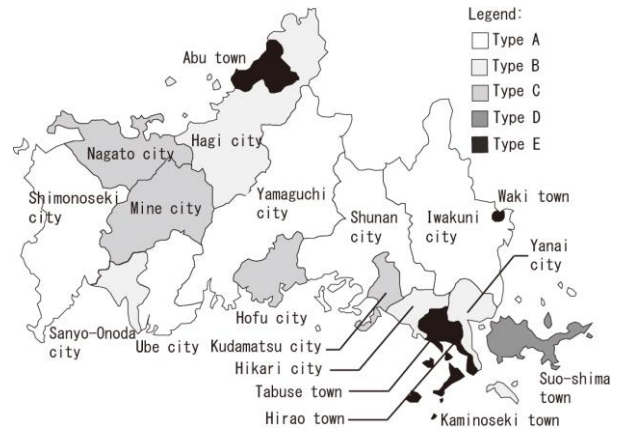 Legend:
Type A
Type B
Type C
Type D
Type E
Abu town
Hagi city
Nagato city
Shimonoseki
city
Mine city
Yamaguchi
city
Shunan
city
Iwakuni
city
Waki town
Yanai
city
Hofu city
Sanyo-Onoda
city
Ube city
Kudamatsu city
Hikari city
Tabuse town
Hirao town
Suo-shima
town
Kaminoseki town